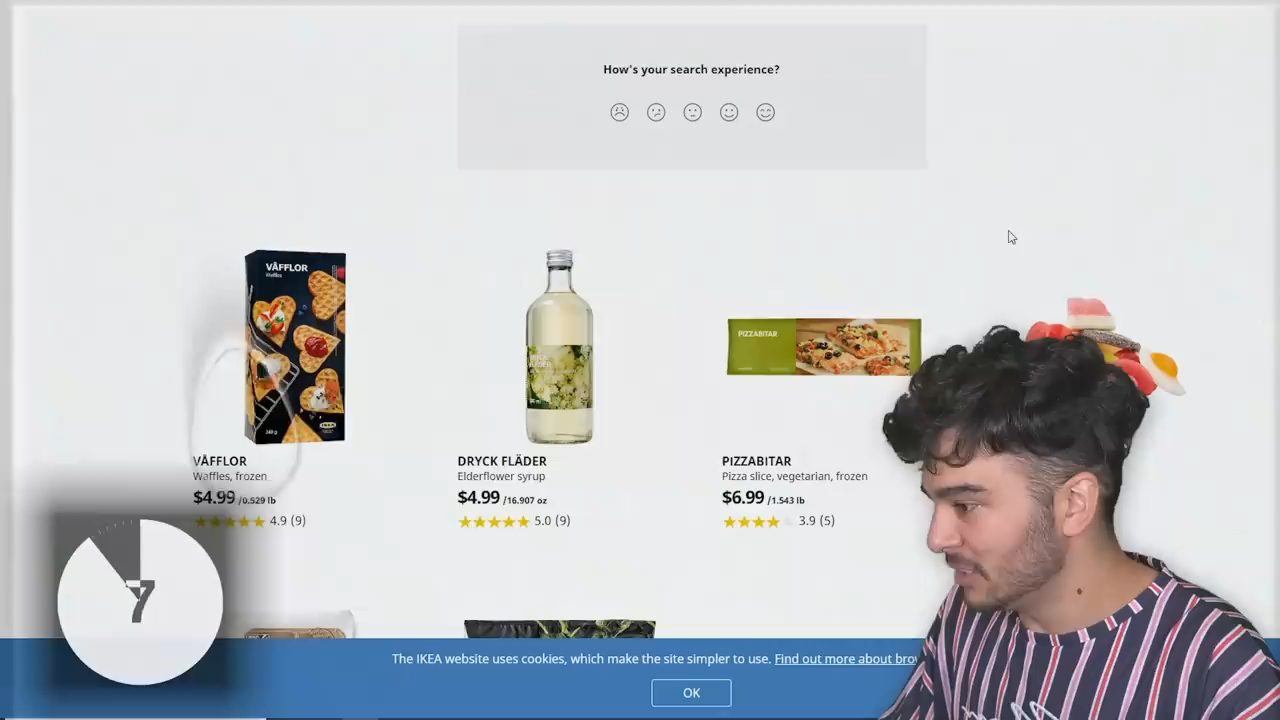 How's your search experience?
VÅFFLOR
Waffles
PIZZABITAR
VÅFFLOR
Waffles, frozen
$4.99 /0.529 lb
4.9 (9)
DRYCK FLÄDER
Elderflower syrup
$4.99 /16.907 oz
5.0 (9)
PIZZABITAR
Pizza slice, vegetarian, frozen
$6.99 /1.543 lb
3.9 (5)
7
The IKEA website uses cookies, which make the site simpler to use. Find out more about bro
OK